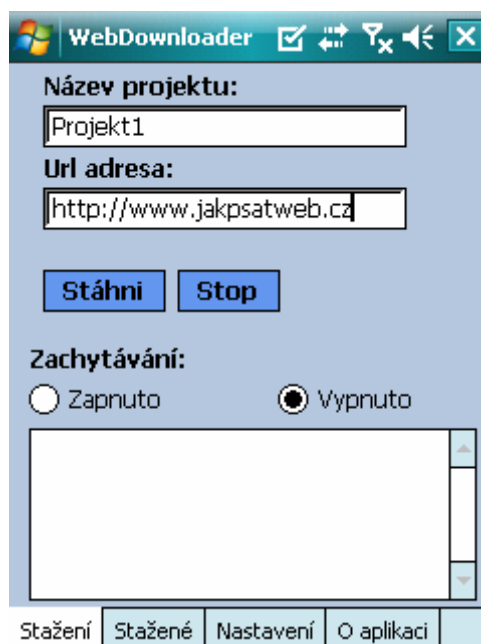 WebDownloader
Název projektu:
Projekt1
Url adresa:
http://www.jakpsatweb.cz
Stáhni Stop
Zachytávání:
Zapnuto Vypnuto
Stažení Stažené Nastavení O aplikaci